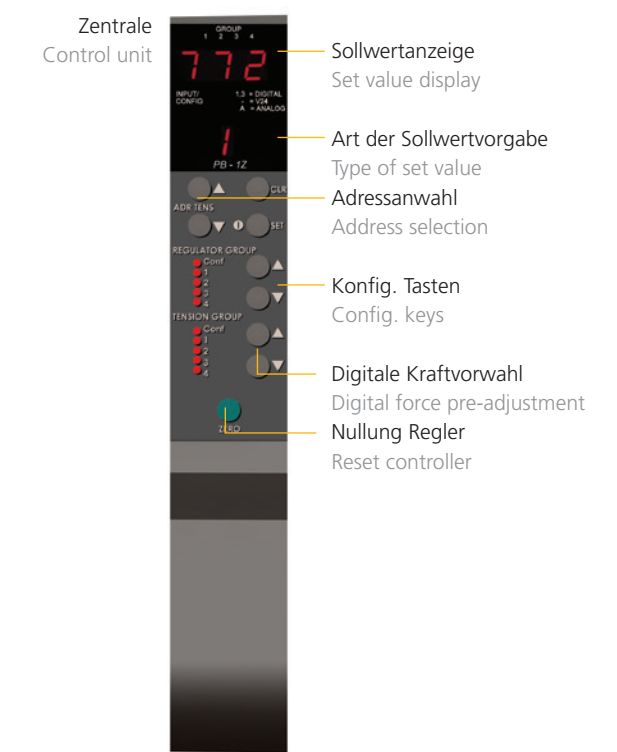 Zentrale
Control unit
GROUP
1 2 3 4
772
INPUT/
CONFIG
1,3 = DIGITAL
- = V24
A = ANALOG
1
PB - 1Z
CLR
ADR TENS
SET
REGULATOR GROUP
Conf
1
2
3
4
TENSION GROUP
Conf
1
2
3
4
ZERO
Sollwertanzeige
Set value display
Art der Sollwertvorgabe
Type of set value
Adressanwahl
Address selection
Konfig. Tasten
Config. keys
Digitale Kraftvorwahl
Digital force pre-adjustment
Nullung Regler
Reset controller